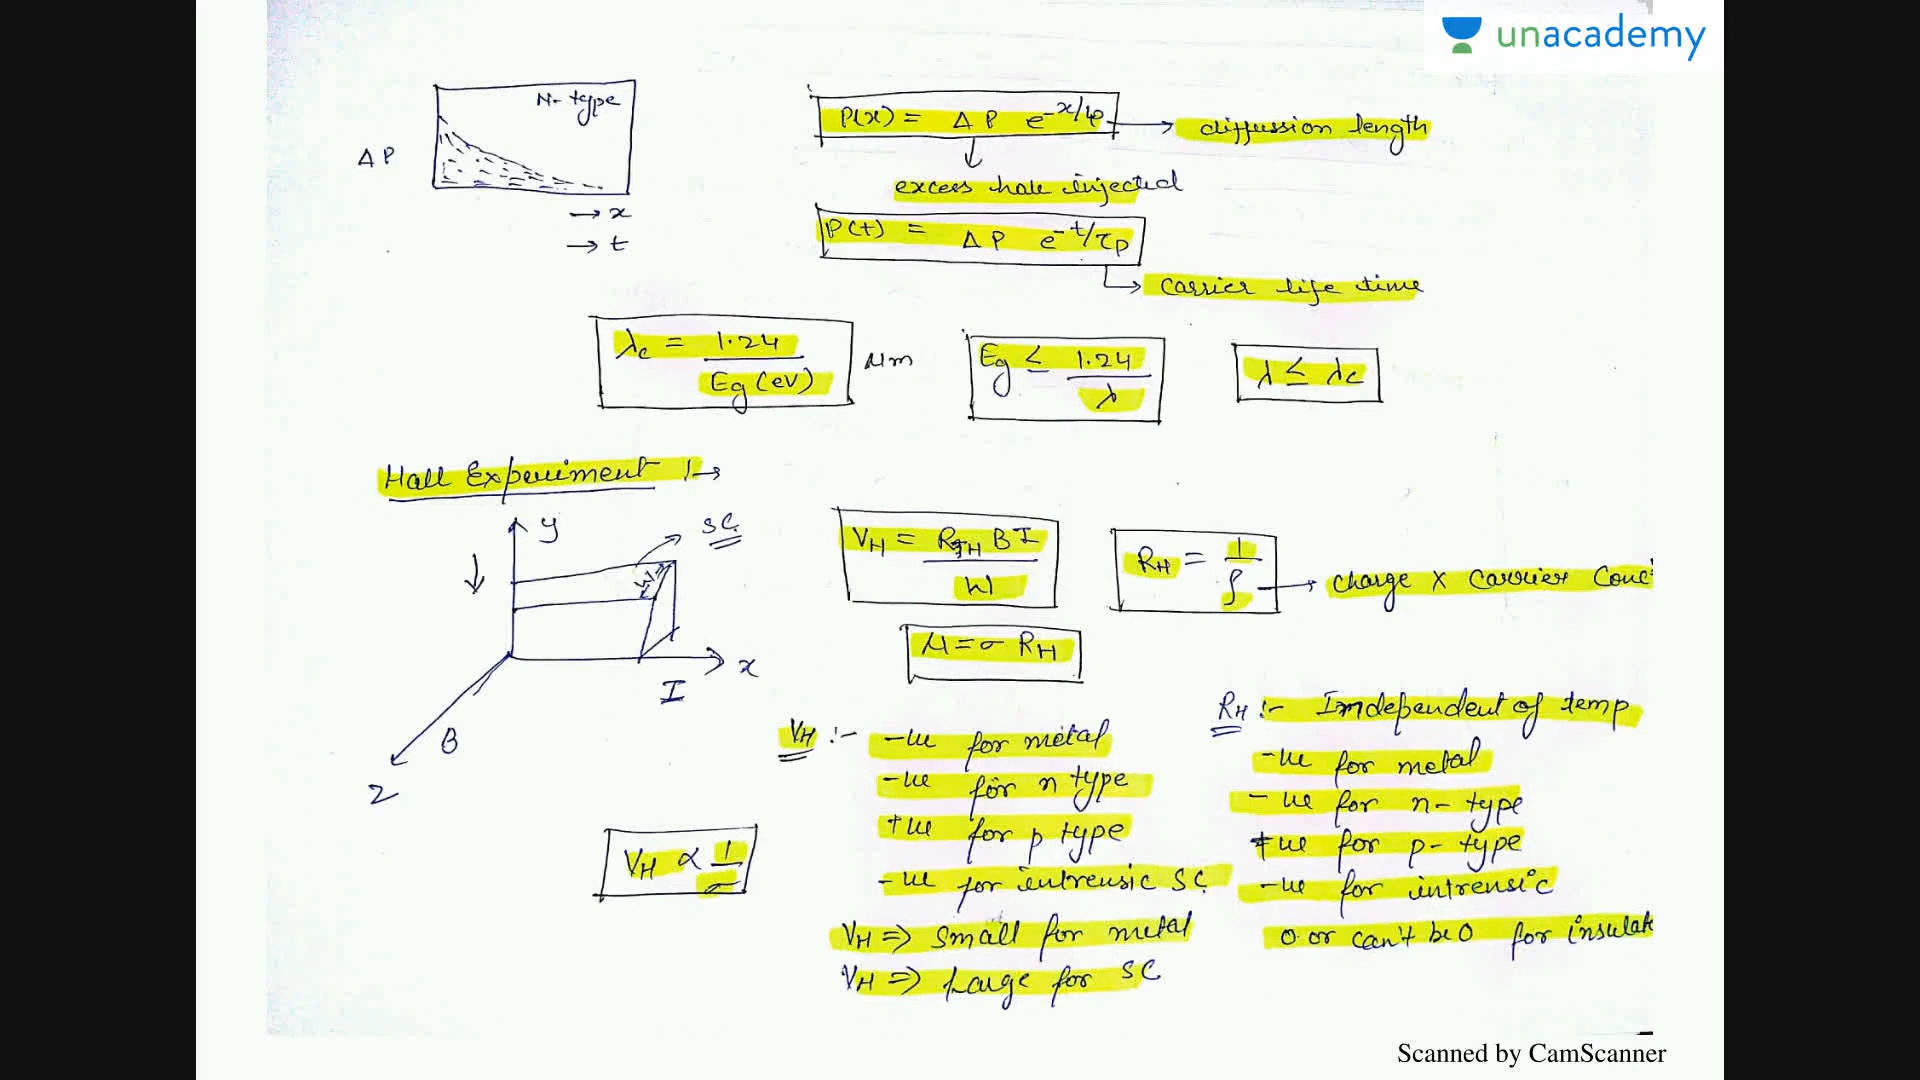 unacademy
N-type
ΔP
→ x
→ t
P(x) = ΔP e^-x/Lp → diffussion length
excess hole injected
P(t) = ΔP e^-t/τp
carrier life time
λc = 1.24 / Eg (eV) μm
Eg ≤ 1.24 / λ
λ ≤ λc
Hall Experiment :→
y
SC
W
x
I
B
Z
VH = RH B I / W
RH = 1 / ρ → charge x carrier Conc
μ = σ RH
VH :- -ve for metal
-ve for n type
+ve for p type
-ve for intrensic SC
VH => small for metal
VH => large for SC
VH ∝ 1 / σ
RH :- Independent of temp
-ve for metal
-ve for n-type
+ve for p-type
-ve for intrensic
0 or can't be 0 for insulat
Scanned by CamScanner